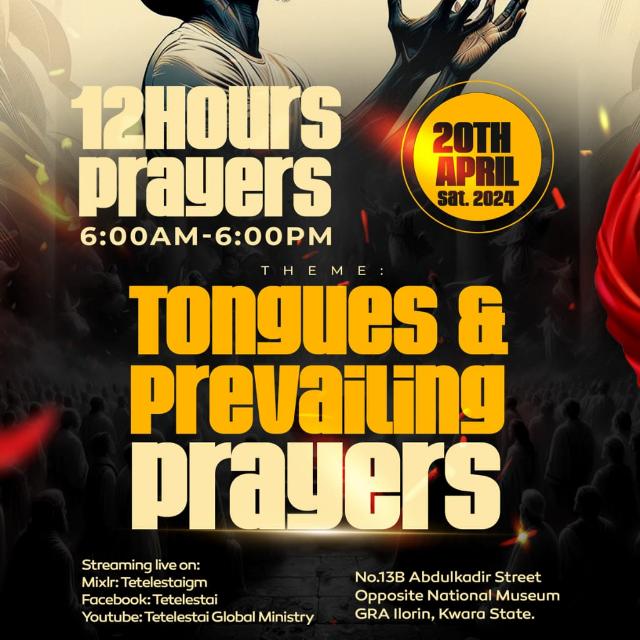 12Hours
prayers
6:00AM-6:00PM
20TH
APRIL
Sat. 2024
THEME:
Tongues &
Prevailing
prayers
Streaming live on:
Mixlr: Tetelestaigm
Facebook: Tetelestai
Youtube: Tetelestai Global Ministry
No.13B Abdulkadir Street
Opposite National Museum
GRA Ilorin, Kwara State.